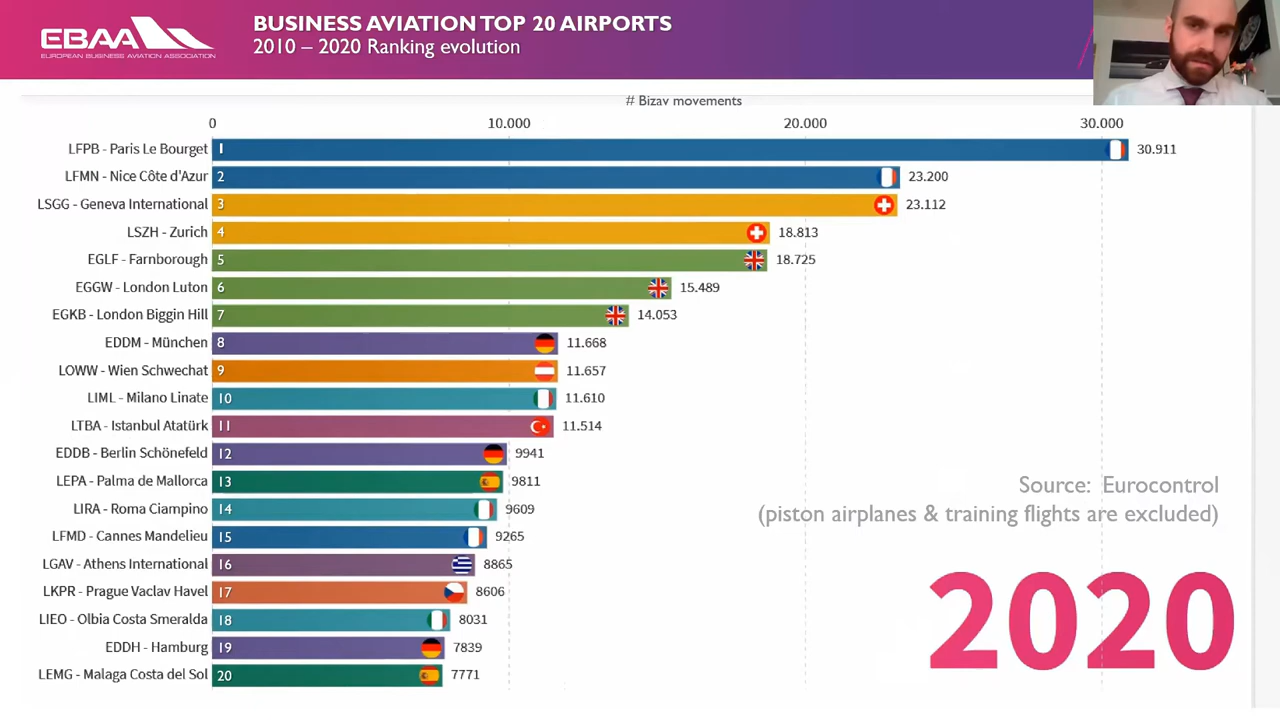 EBAA
EUROPEAN BUSINESS AVIATION ASSOCIATION
BUSINESS AVIATION TOP 20 AIRPORTS
2010 – 2020 Ranking evolution
# Bizav movements
0 10.000 20.000 30.000
LFPB - Paris Le Bourget 1 30.911
LFMN - Nice Côte d'Azur 2 23.200
LSGG - Geneva International 3 23.112
LSZH - Zurich 4 18.813
EGLF - Farnborough 5 18.725
EGGW - London Luton 6 15.489
EGKB - London Biggin Hill 7 14.053
EDDM - München 8 11.668
LOWW - Wien Schwechat 9 11.657
LIML - Milano Linate 10 11.610
LTBA - Istanbul Atatürk 11 11.514
EDDB - Berlin Schönefeld 12 9941
LEPA - Palma de Mallorca 13 9811
LIRA - Roma Ciampino 14 9609
LFMD - Cannes Mandelieu 15 9265
LGAV - Athens International 16 8865
LKPR - Prague Vaclav Havel 17 8606
LIEO - Olbia Costa Smeralda 18 8031
EDDH - Hamburg 19 7839
LEMG - Malaga Costa del Sol 20 7771
Source: Eurocontrol
(piston airplanes & training flights are excluded)
2020